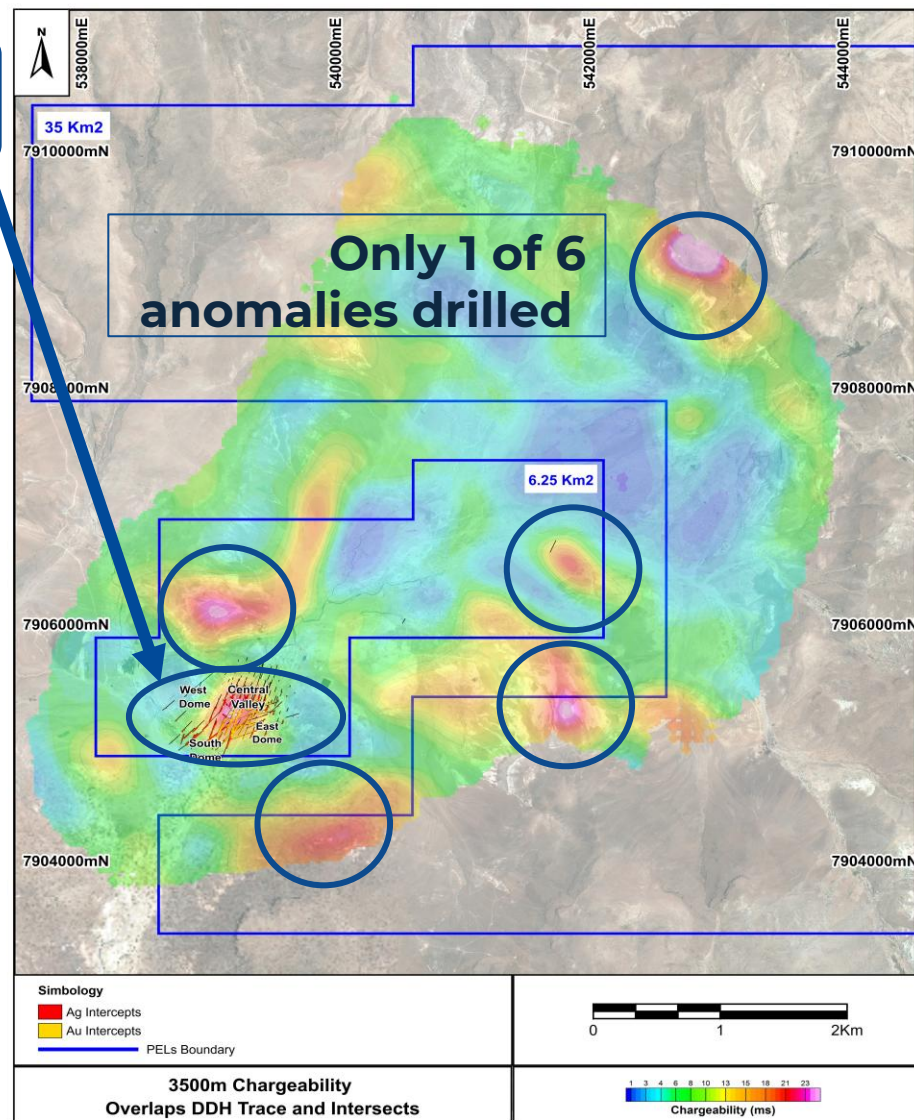 N
538000mE
540000mE
542000mE
544000mE
35 Km2
7910000mN
7910000mN
Only 1 of 6
anomalies drilled
7908000mN
7908000mN
6.25 Km2
7906000mN
7906000mN
West
Dome
Central
Valley
East
Dome
South
Dome
7904000mN
7904000mN
Simbology
Ag Intercepts
Au Intercepts
PELs Boundary
0
1
2Km
3500m Chargeability
Overlaps DDH Trace and Intersects
1 3 4 6 8 10 13 15 18 21 23
Chargeability (ms)